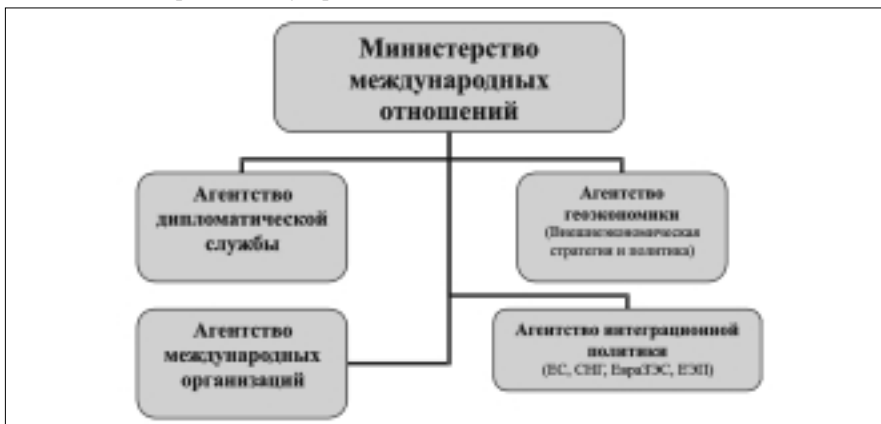 Министерство
международных
отношений
Агентство
дипломатической
службы
Агентство
геоэкономики
(Внешнеэкономическая
стратегия и политика)
Агентство
международных
организаций
Агентство интеграционной
политики
(ЕС, СНГ, ЕврАзЭС, ЕЭП)